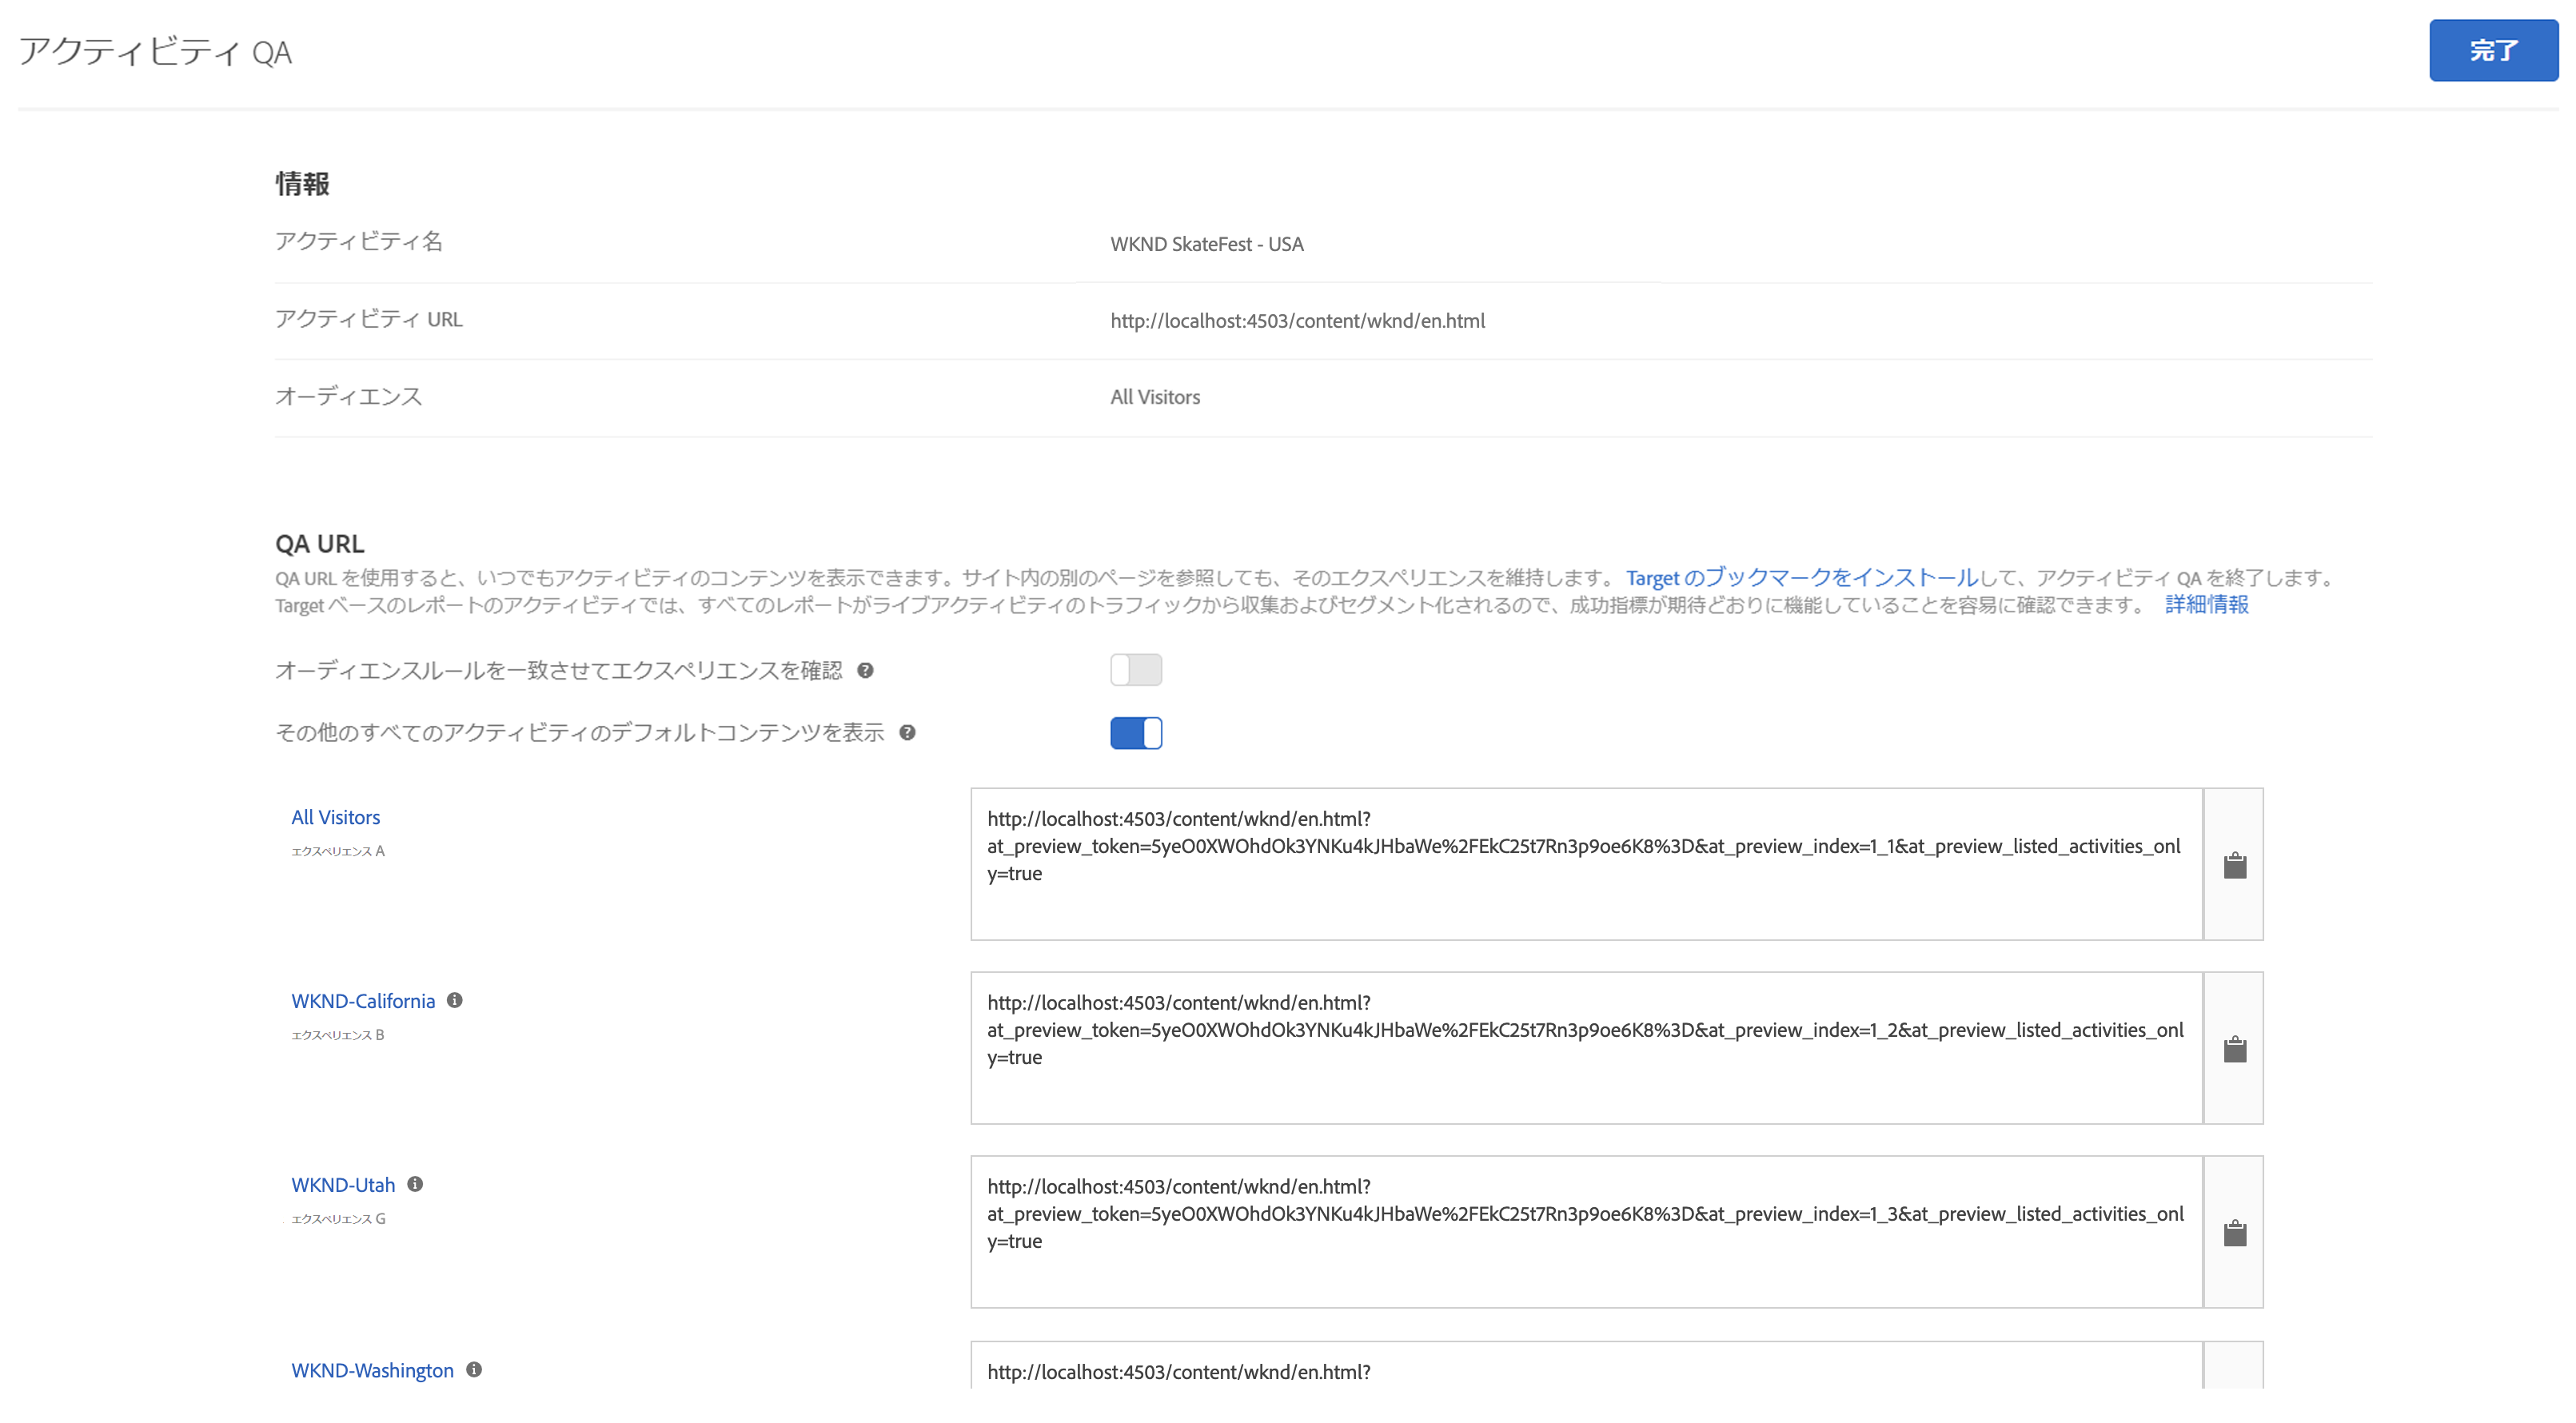 アクティビティ QA
完了
情報
アクティビティ名
WKND SkateFest - USA
アクティビティ URL
http://localhost:4503/content/wknd/en.html
オーディエンス
All Visitors
QA URL
QA URL を使用すると、いつでもアクティビティのコンテンツを表示できます。サイト内の別のページを参照しても、そのエクスペリエンスを維持します。 Target のブックマークをインストールして、アクティビティ QA を終了します。
Target ベースのレポートのアクティビティでは、すべてのレポートがライブアクティビティのトラフィックから収集およびセグメント化されるので、成功指標が期待どおりに機能していることを容易に確認できます。 詳細情報
オーディエンスルールを一致させてエクスペリエンスを確認
その他のすべてのアクティビティのデフォルトコンテンツを表示
All Visitors
エクスペリエンス A
http://localhost:4503/content/wknd/en.html?
at_preview_token=5yeO0XWOhdOk3YNKu4kJHbaWe%2FEkC25t7Rn3p9oe6K8%3D&at_preview_index=1_1&at_preview_listed_activities_onl
y=true
WKND-California
エクスペリエンス B
http://localhost:4503/content/wknd/en.html?
at_preview_token=5yeO0XWOhdOk3YNKu4kJHbaWe%2FEkC25t7Rn3p9oe6K8%3D&at_preview_index=1_2&at_preview_listed_activities_onl
y=true
WKND-Utah
エクスペリエンス G
http://localhost:4503/content/wknd/en.html?
at_preview_token=5yeO0XWOhdOk3YNKu4kJHbaWe%2FEkC25t7Rn3p9oe6K8%3D&at_preview_index=1_3&at_preview_listed_activities_onl
y=true
WKND-Washington
http://localhost:4503/content/wknd/en.html?